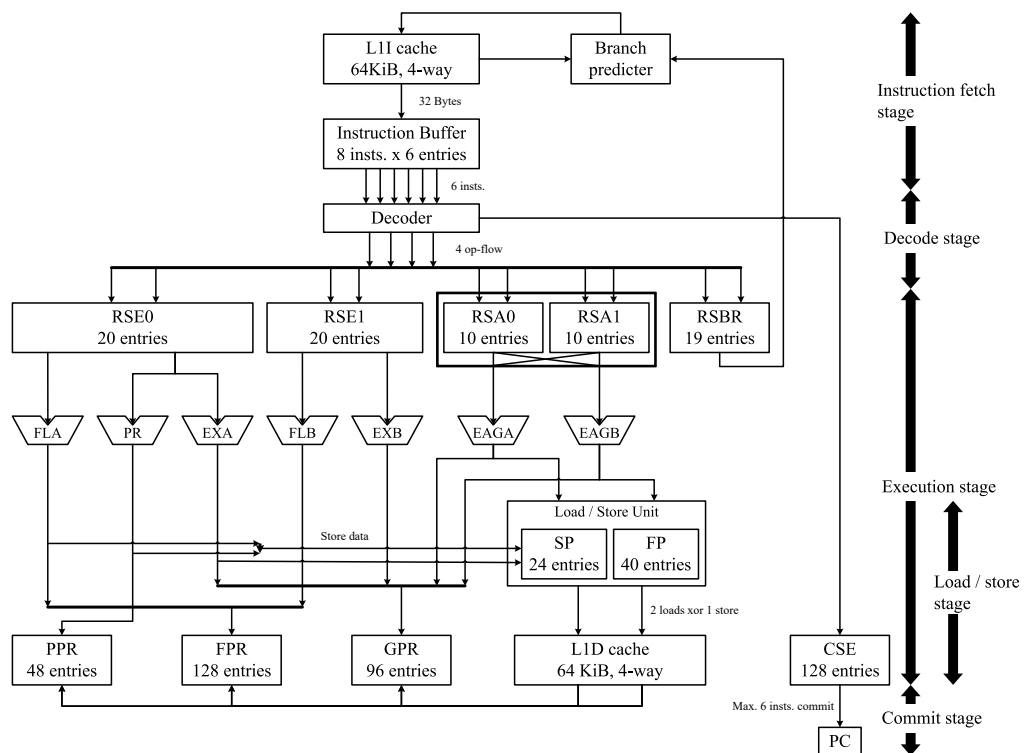 L1I cache
64KiB, 4-way
Branch
predicter
Instruction fetch
stage
32 Bytes
Instruction Buffer
8 insts. x 6 entries
6 insts.
Decoder
Decode stage
4 op-flow
RSE0
20 entries
RSE1
20 entries
RSA0
10 entries
RSA1
10 entries
RSBR
19 entries
FLA
PR
EXA
FLB
EXB
EAGA
EAGB
Execution stage
Load / Store Unit
Store data
SP
24 entries
FP
40 entries
Load / store
stage
2 loads xor 1 store
PPR
48 entries
FPR
128 entries
GPR
96 entries
L1D cache
64 KiB, 4-way
CSE
128 entries
Max. 6 insts. commit
Commit stage
PC